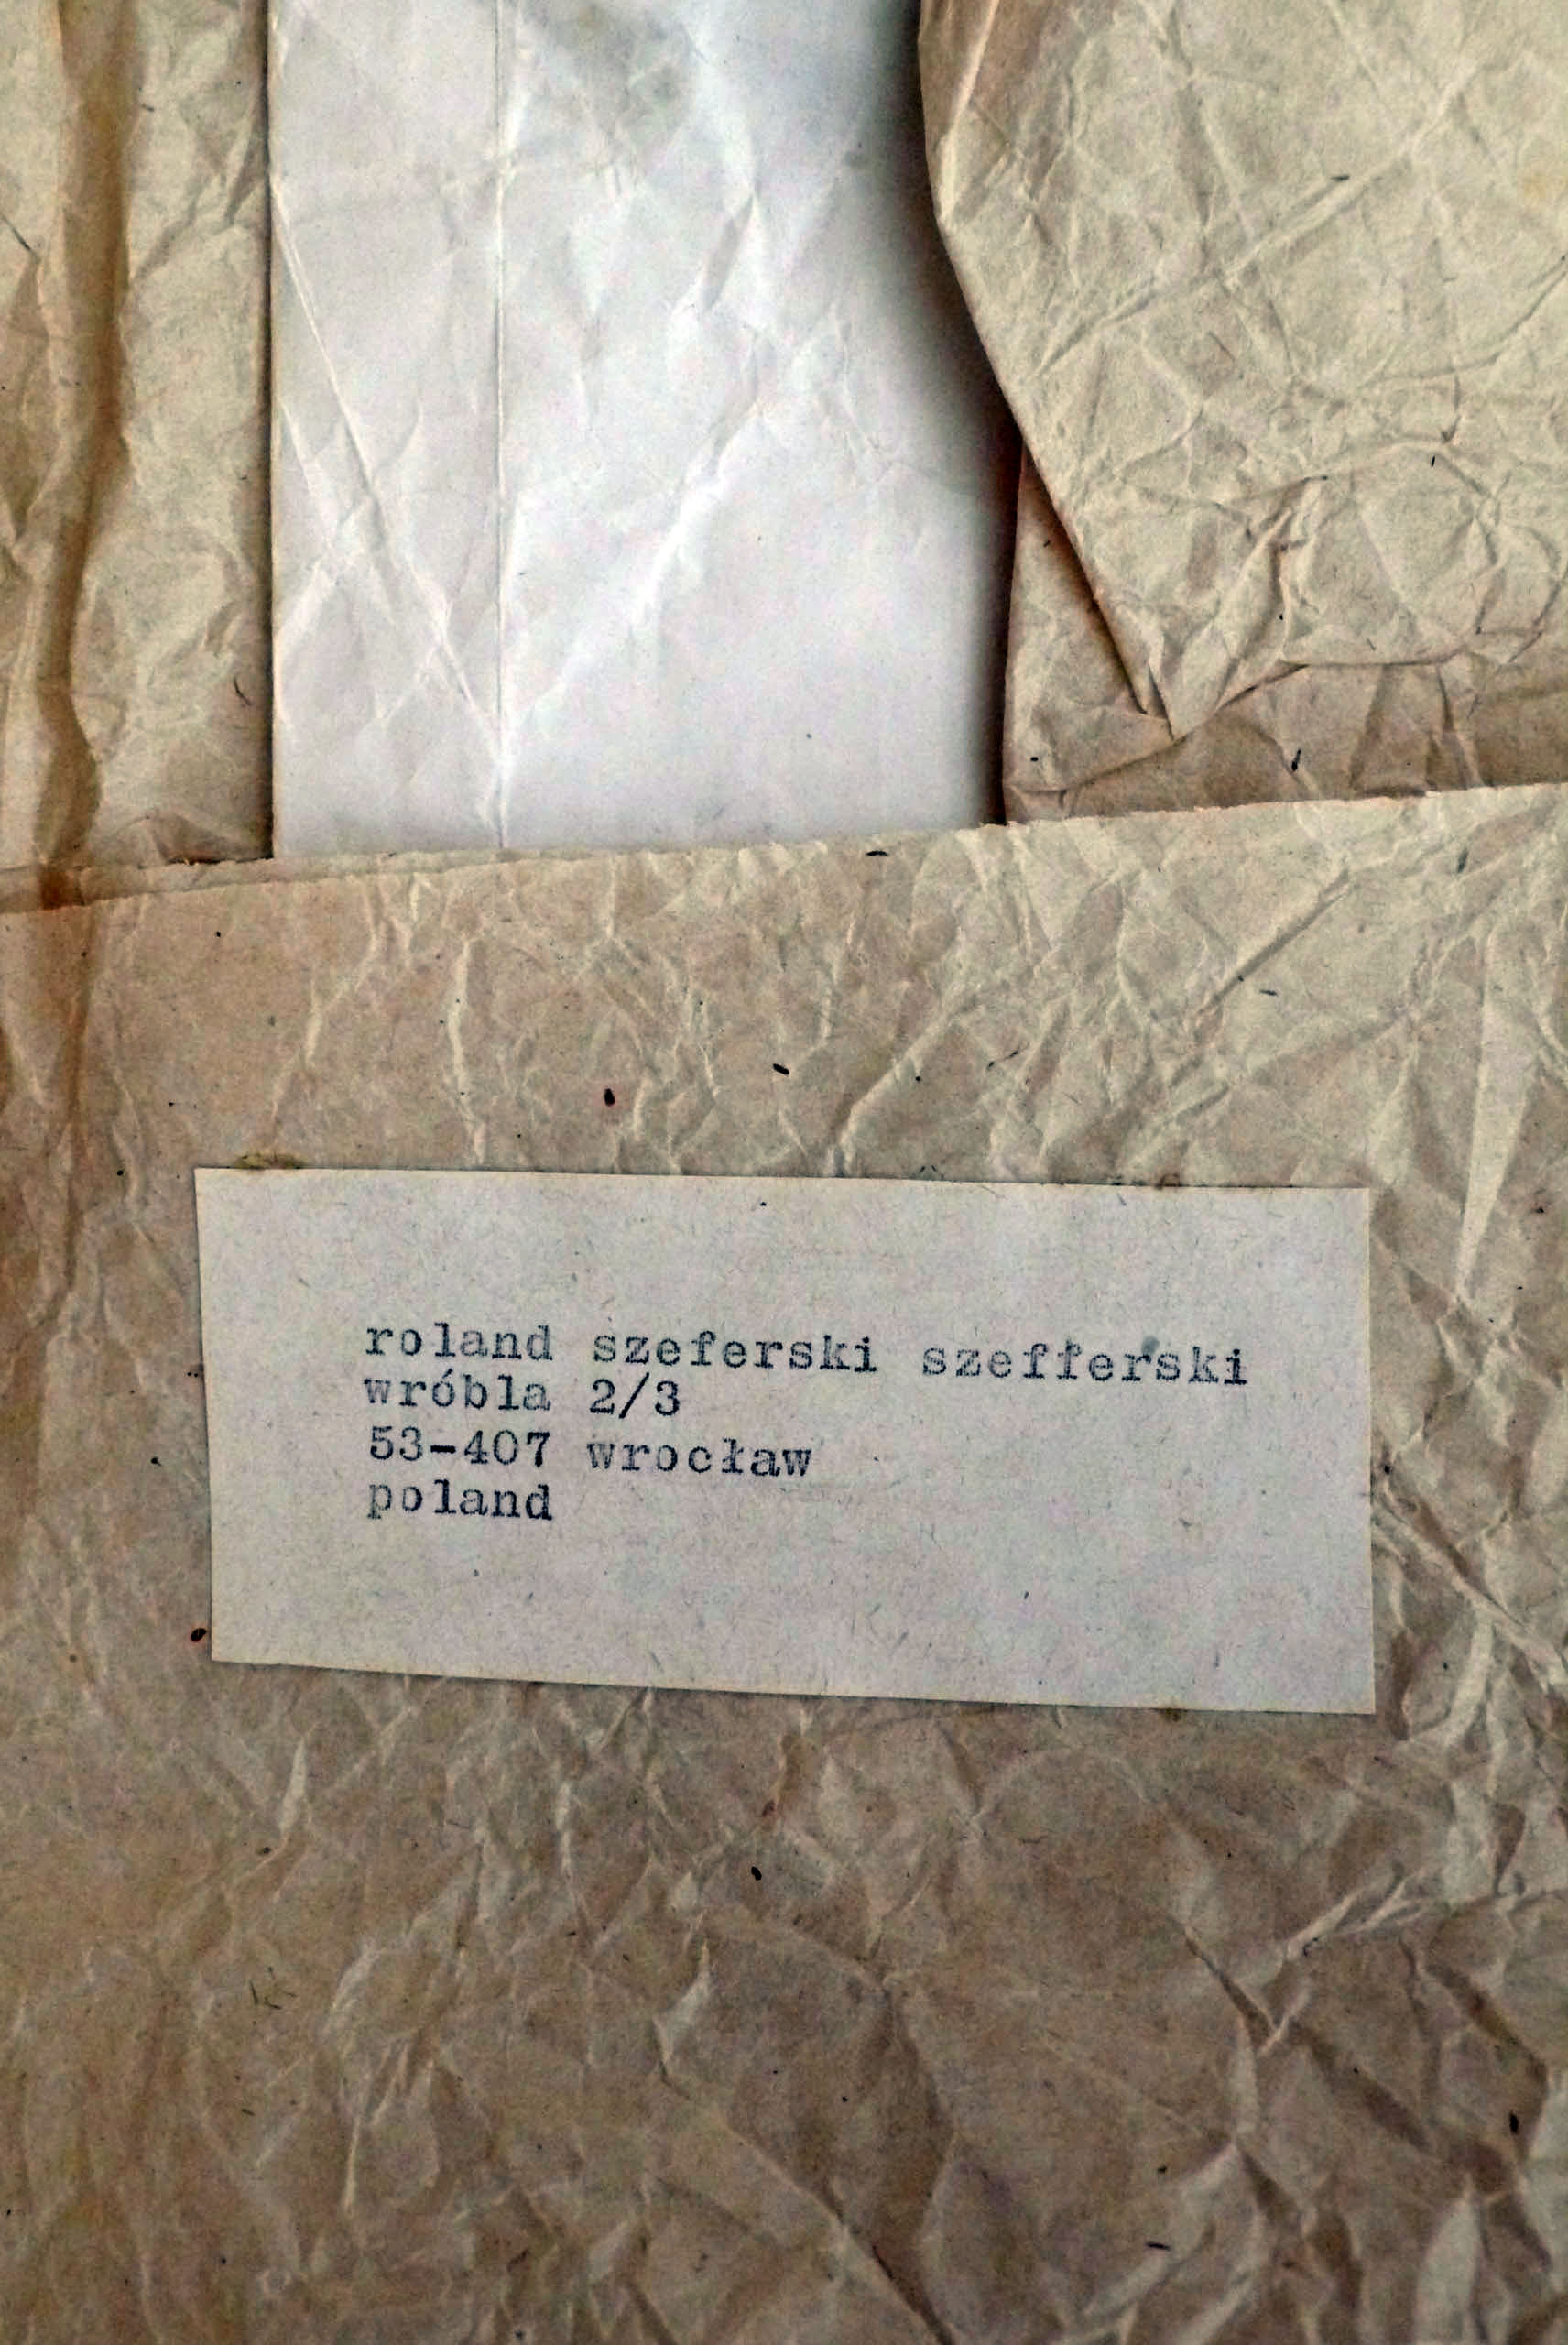 roland szeferski szefferski
wróbla 2/3
53-407 wrocław
poland